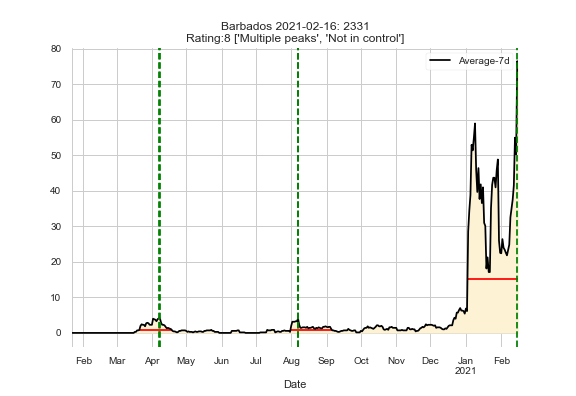 Barbados 2021-02-16: 2331
Rating:8 ['Multiple peaks', 'Not in control']
Average-7d
80
70
60
50
40
30
20
10
0
Feb Mar Apr May Jun Jul Aug Sep Oct Nov Dec Jan Feb
2021
Date